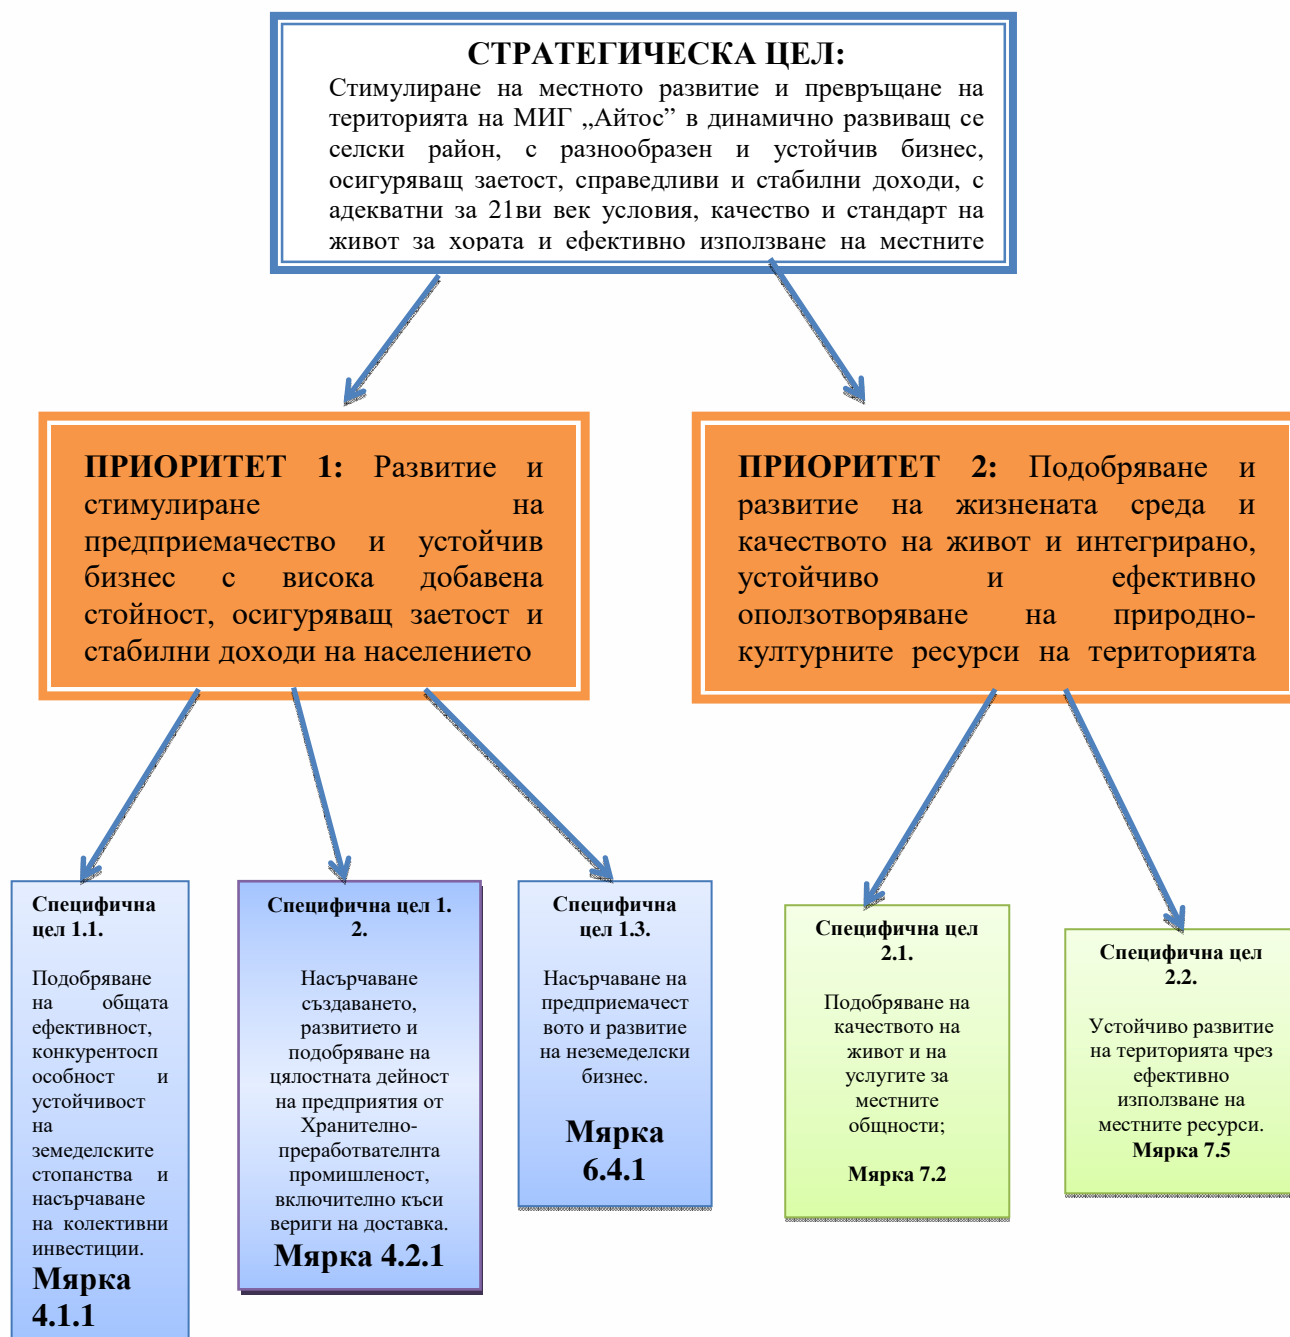 СТРАТЕГИЧЕСКА ЦЕЛ:
Стимулиране на местното развитие и превръщане на
територията на МИГ „Айтос” в динамично развиващ се
селски район, с разнообразен и устойчив бизнес,
осигуряващ заетост, справедливи и стабилни доходи, с
адекватни за 21ви век условия, качество и стандарт на
живот за хората и ефективно използване на местните
ПРИОРИТЕТ 1: Развитие и
стимулиране на
предприемачество и устойчив
бизнес с висока добавена
стойност, осигуряващ заетост и
стабилни доходи на населението
ПРИОРИТЕТ 2: Подобряване и
развитие на жизнената среда и
качеството на живот и интегрирано,
устойчиво и ефективно
оползотворяване на природно-
културните ресурси на територията
Специфична
цел 1.1.
Подобряване
на общата
ефективност,
конкурентосп
особност и
устойчивост
на
земеделските
стопанства и
насърчаване
на колективни
инвестиции.
Мярка
4.1.1
Специфична цел 1.
2.
Насърчаване
създаването,
развитието и
подобряване на
цялостната дейност
на предприятия от
Хранително-
преработвателнта
промишленост,
включително къси
вериги на доставка.
Мярка 4.2.1
Специфична
цел 1.3.
Насърчаване на
предприемачест
вото и развитие
на неземеделски
бизнес.
Мярка
6.4.1
Специфична цел
2.1.
Подобряване на
качеството на
живот и на
услугите за
местните
общности;
Мярка 7.2
Специфична цел
2.2.
Устойчиво развитие
на територията чрез
ефективно
използване на
местните ресурси.
Мярка 7.5